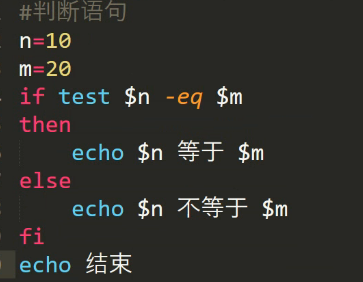 #判断语句
n=10
m=20
if test $n -eq $m
then
    echo $n 等于 $m
else
    echo $n 不等于 $m
fi
echo 结束